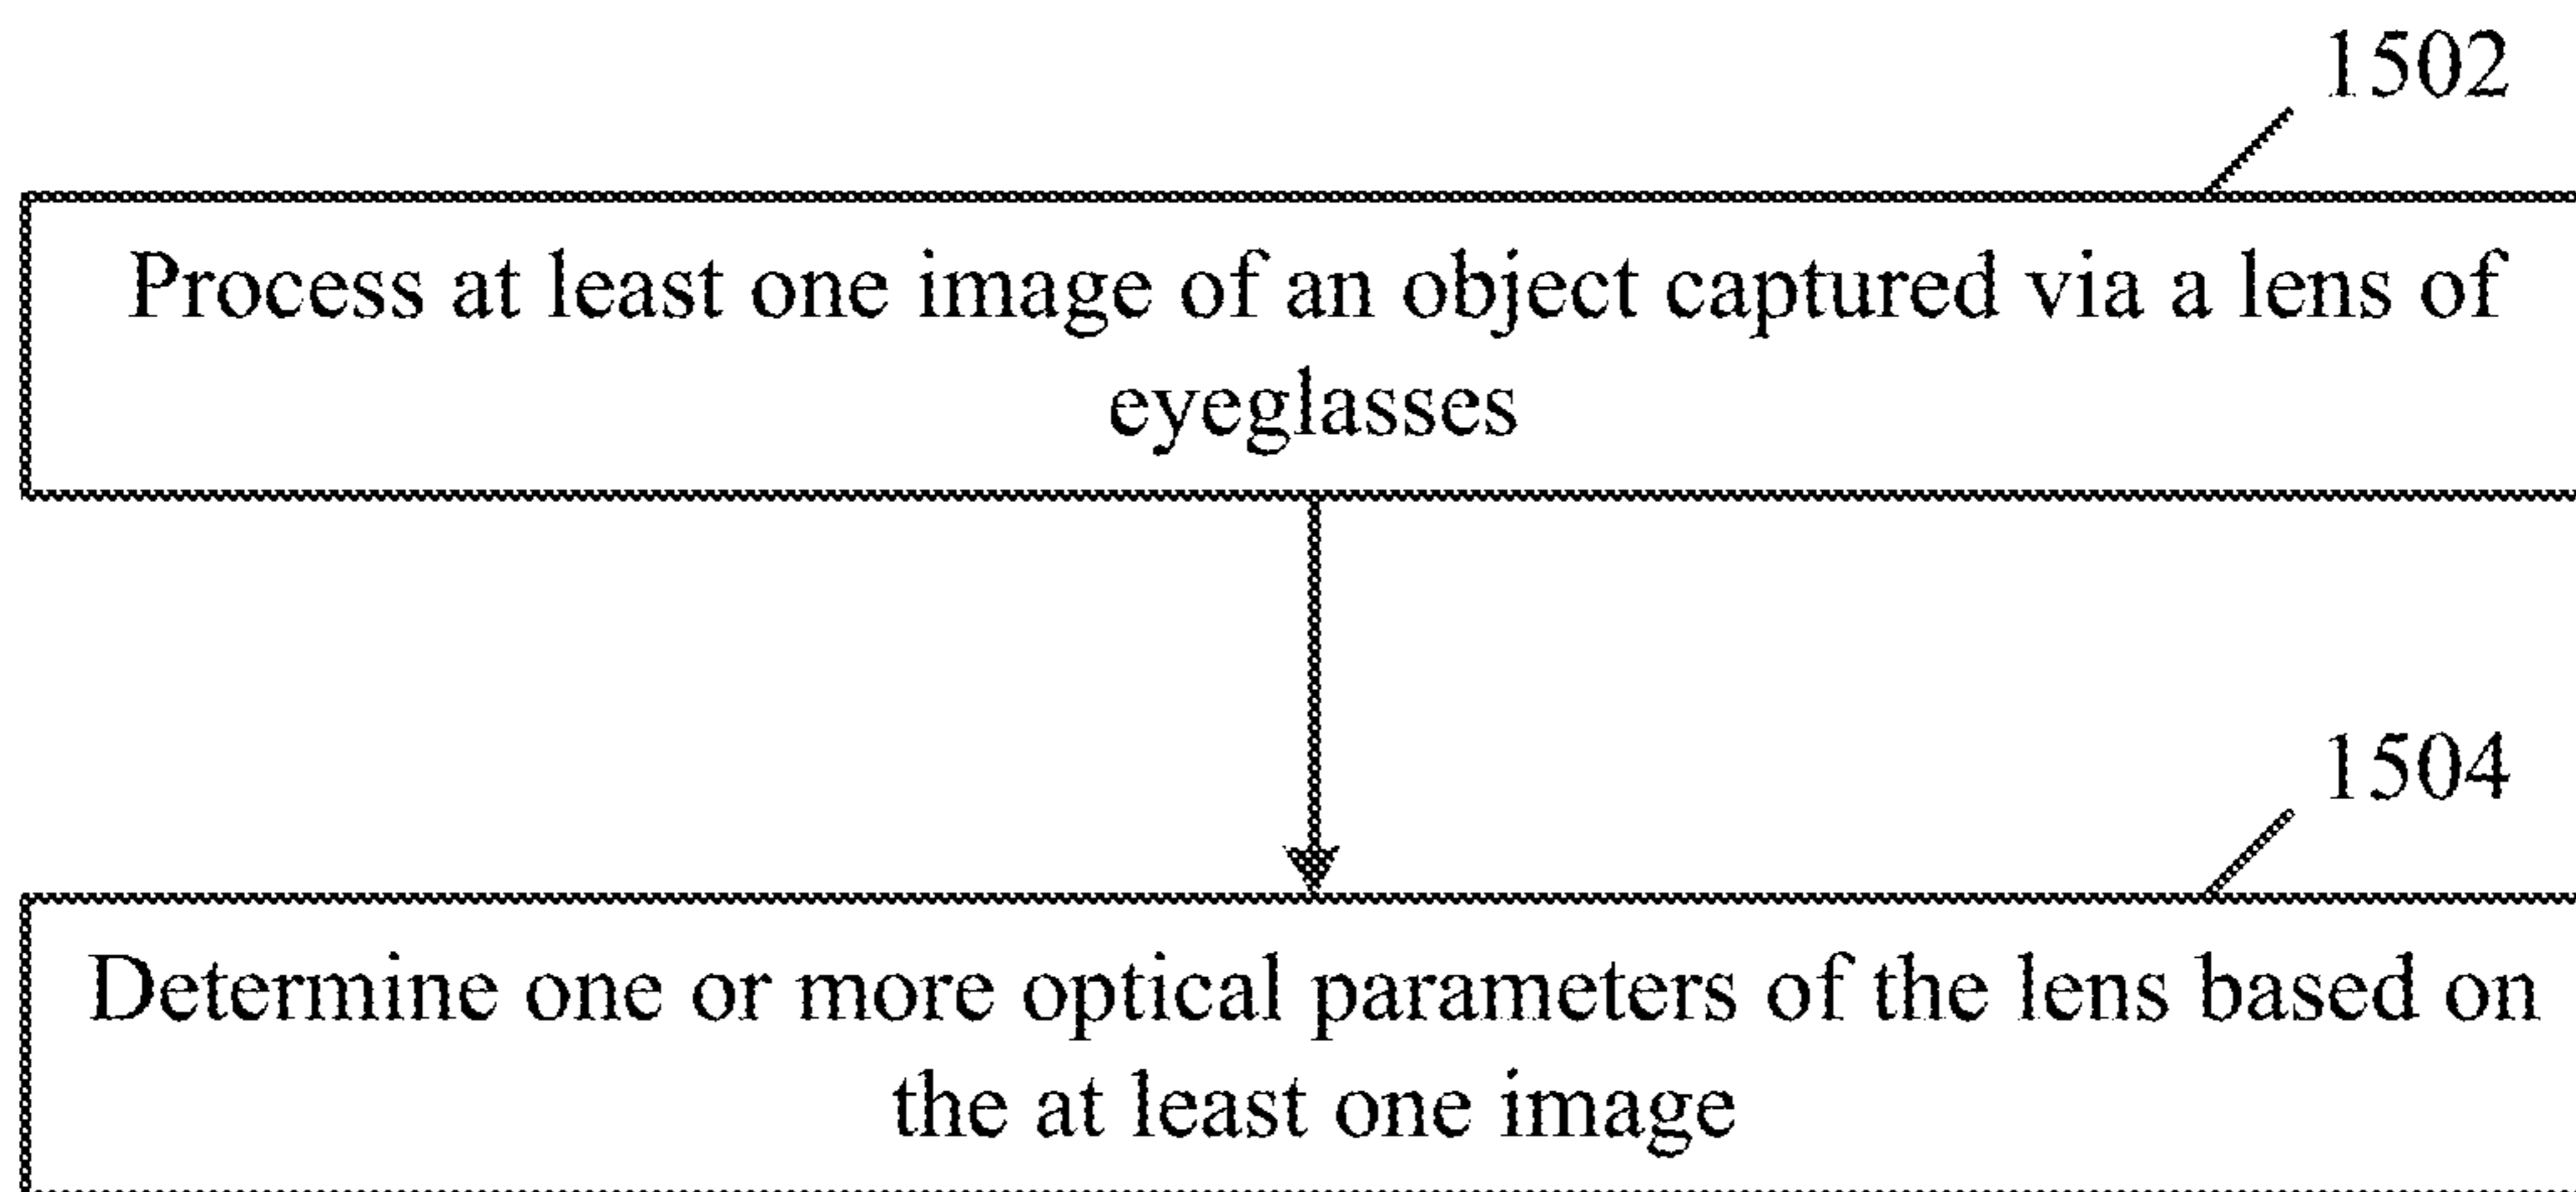 1502
Process at least one image of an object captured via a lens of
eyeglasses
1504
Determine one or more optical parameters of the lens based on
the at least one image